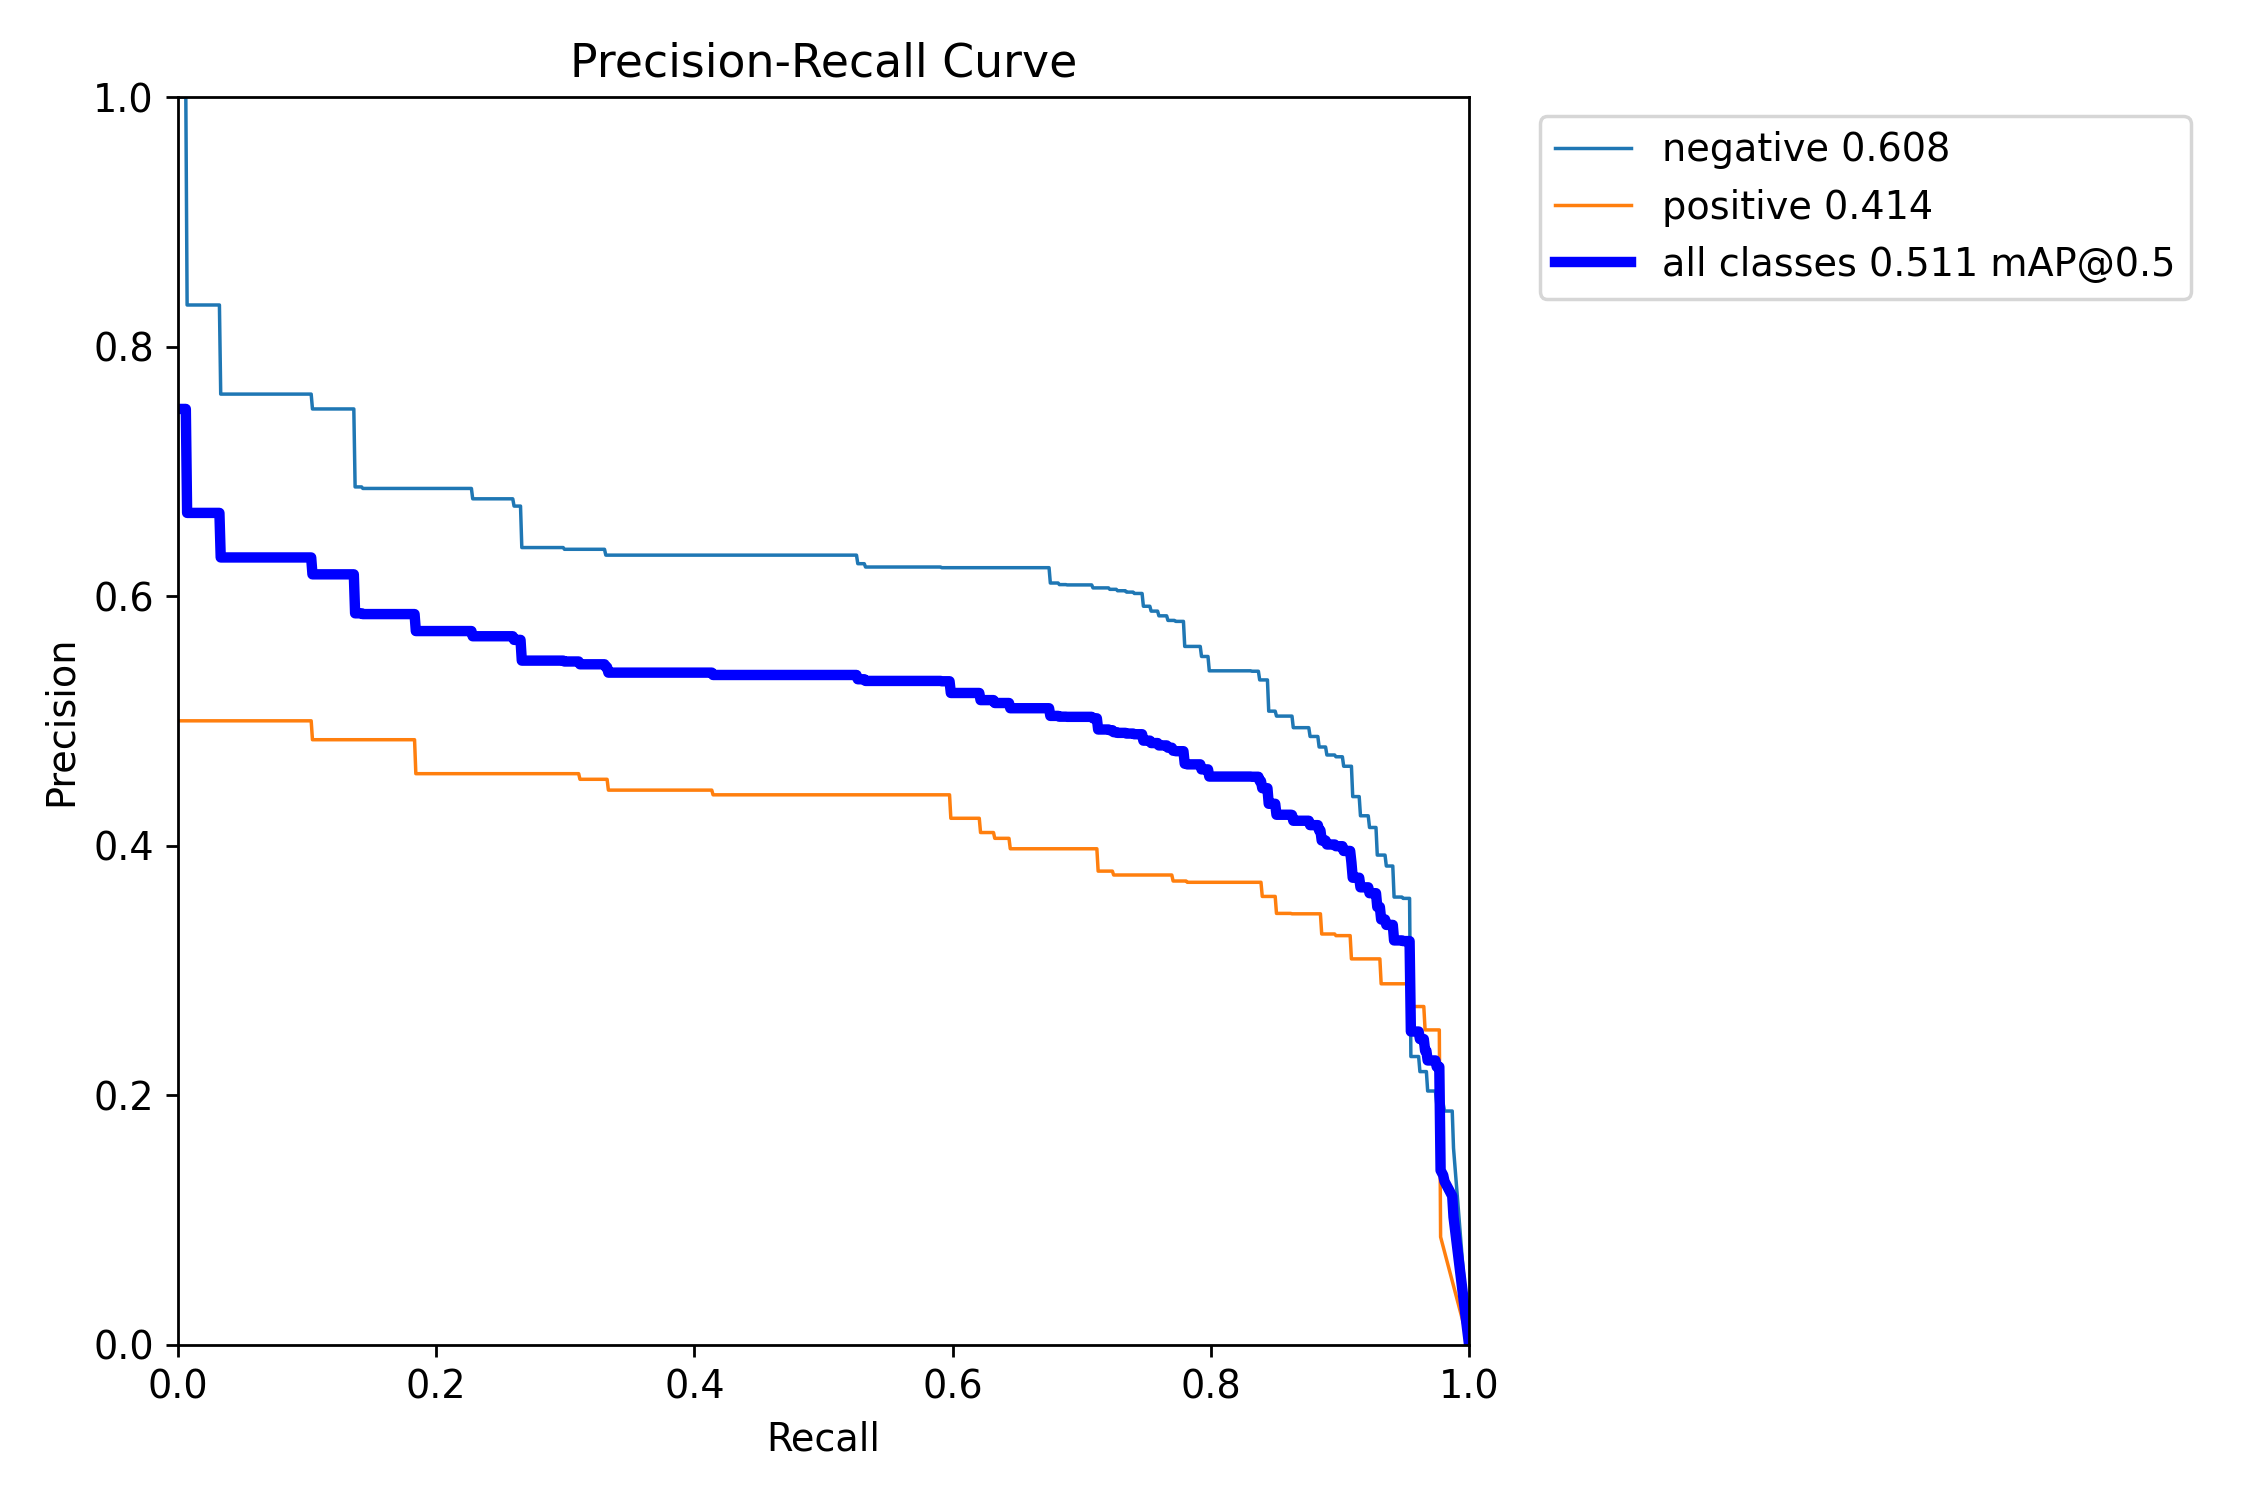 Precision-Recall Curve
1.0
0.8
0.6
0.4
0.2
0.0
Precision
0.0 0.2 0.4 0.6 0.8 1.0
Recall
negative 0.608
positive 0.414
all classes 0.511 mAP@0.5